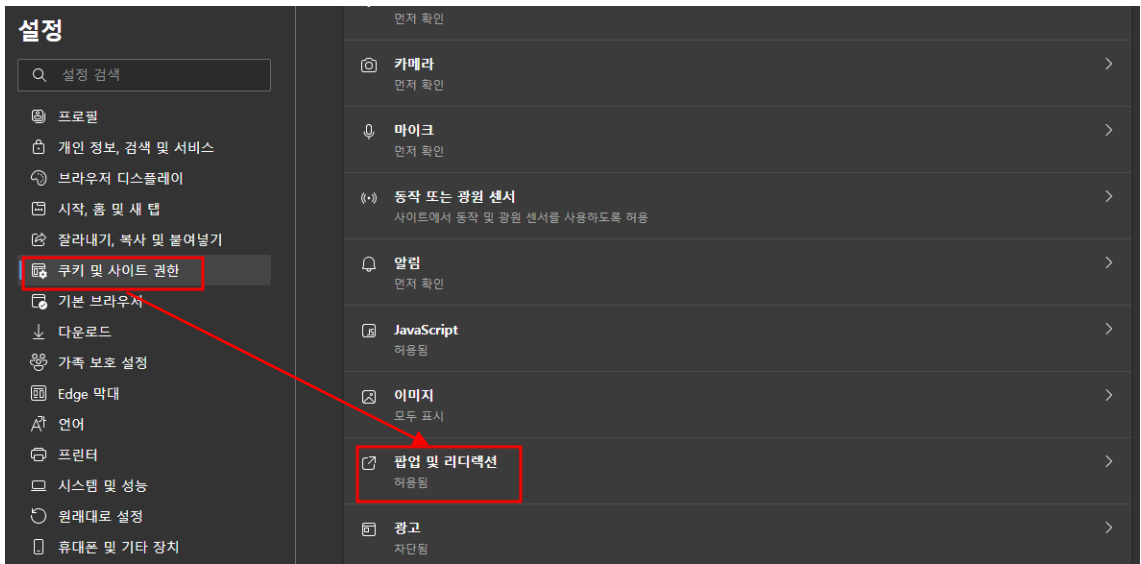 설정
설정 검색
프로필
개인 정보, 검색 및 서비스
브라우저 디스플레이
시작, 홈 및 새 탭
잘라내기, 복사 및 붙여넣기
쿠키 및 사이트 권한
기본 브라우저
다운로드
가족 보호 설정
Edge 막대
언어
프린터
시스템 및 성능
원래대로 설정
휴대폰 및 기타 장치
먼저 확인
카메라
먼저 확인
마이크
먼저 확인
동작 또는 광원 센서
사이트에서 동작 및 광원 센서를 사용하도록 허용
알림
먼저 확인
JavaScript
허용됨
이미지
모두 표시
팝업 및 리디렉션
허용됨
광고
차단됨